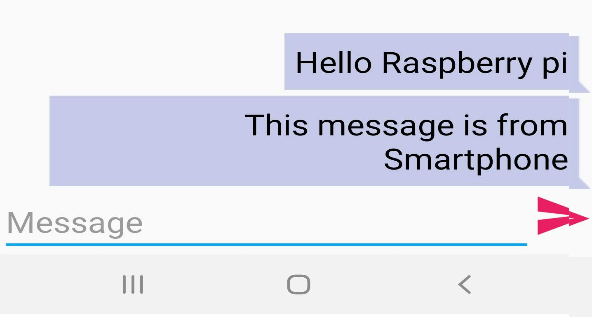 Hello Raspberry pi
This message is from
Smartphone
Message